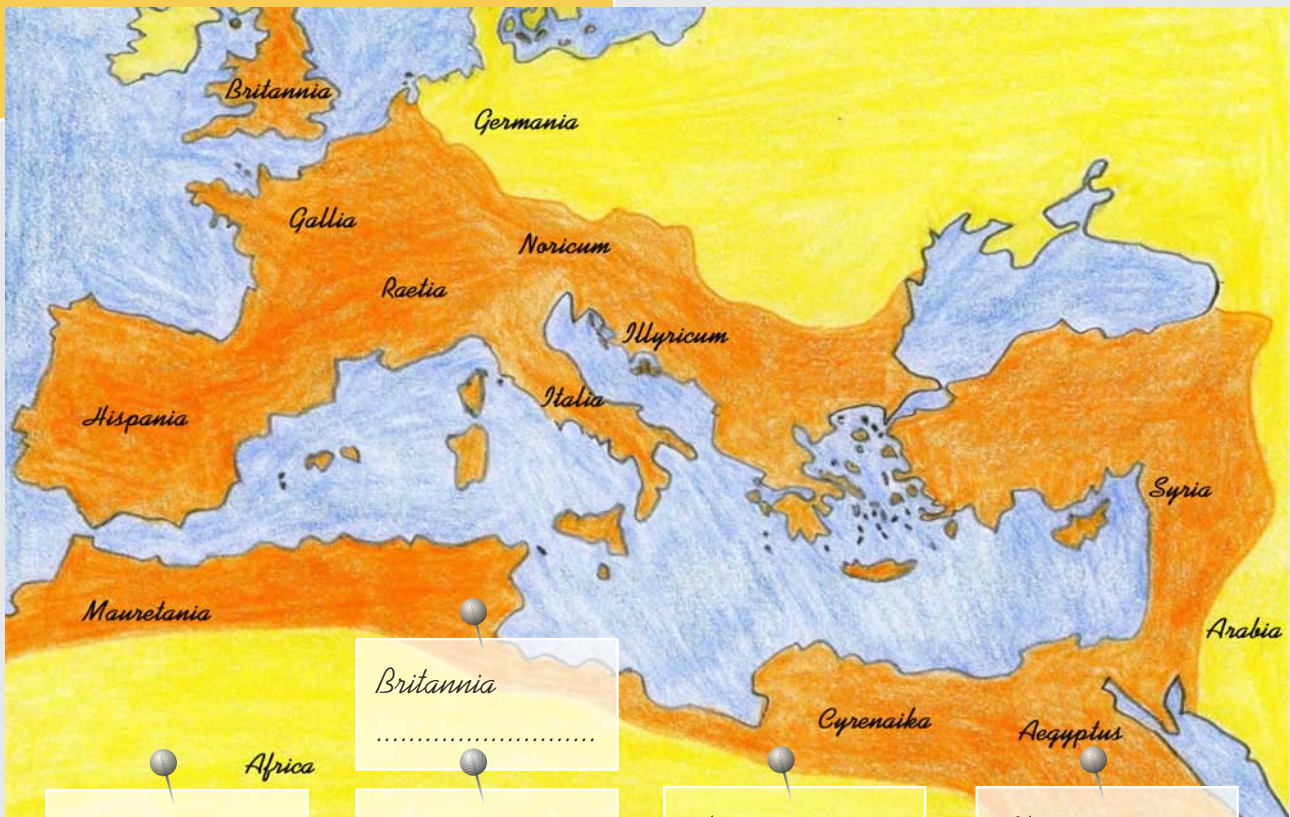 Britannia
Germania
Gallia
Noricum
Raetia
Illyricum
Italia
Hispania
Syria
Mauretania
Arabia
Britannia
..........................
Cyrenaika
Aegyptus
Africa